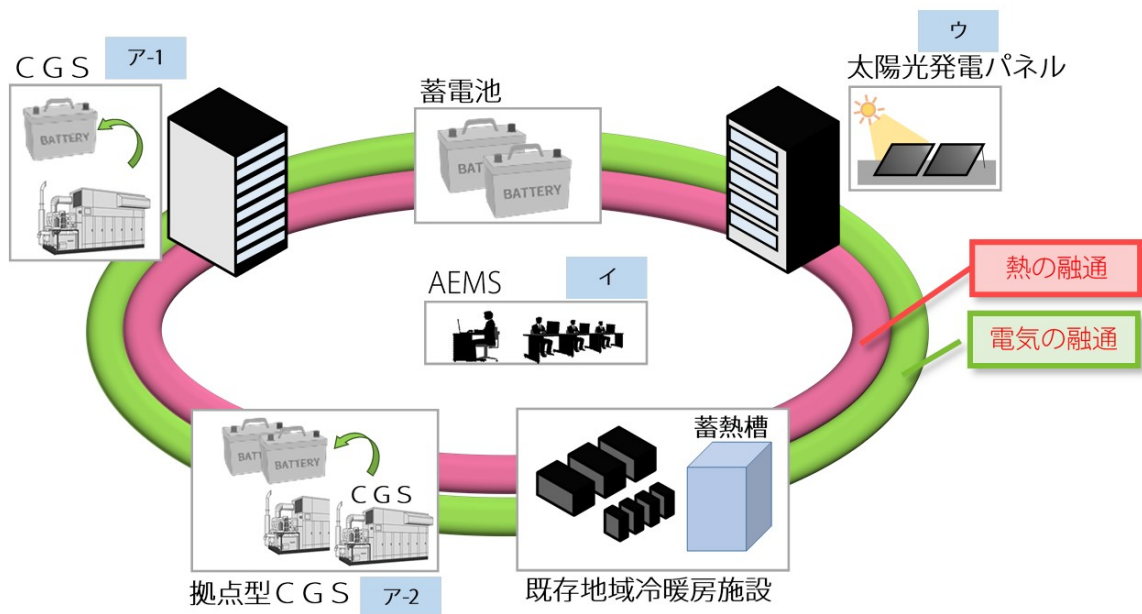 ウ
ア-1
CGS
太陽光発電パネル
蓄電池
BATTERY
BATTERY
BATTERY
熱の融通
AEMS
イ
電気の融通
BATTERY
BATTERY
蓄熱槽
CGS
拠点型CGS
ア-2
既存地域冷暖房施設